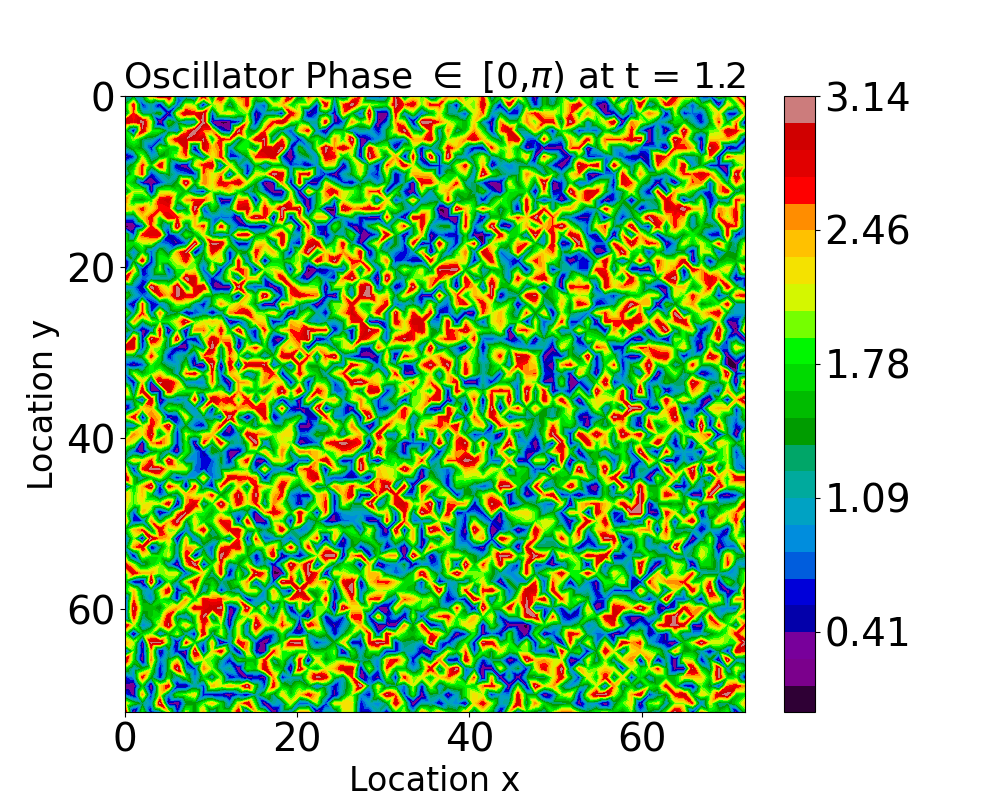 Oscillator Phase ∈ [0,π) at t = 1.2
0
20
40
60
Location y
0 20 40 60
Location x
3.14
2.46
1.78
1.09
0.41